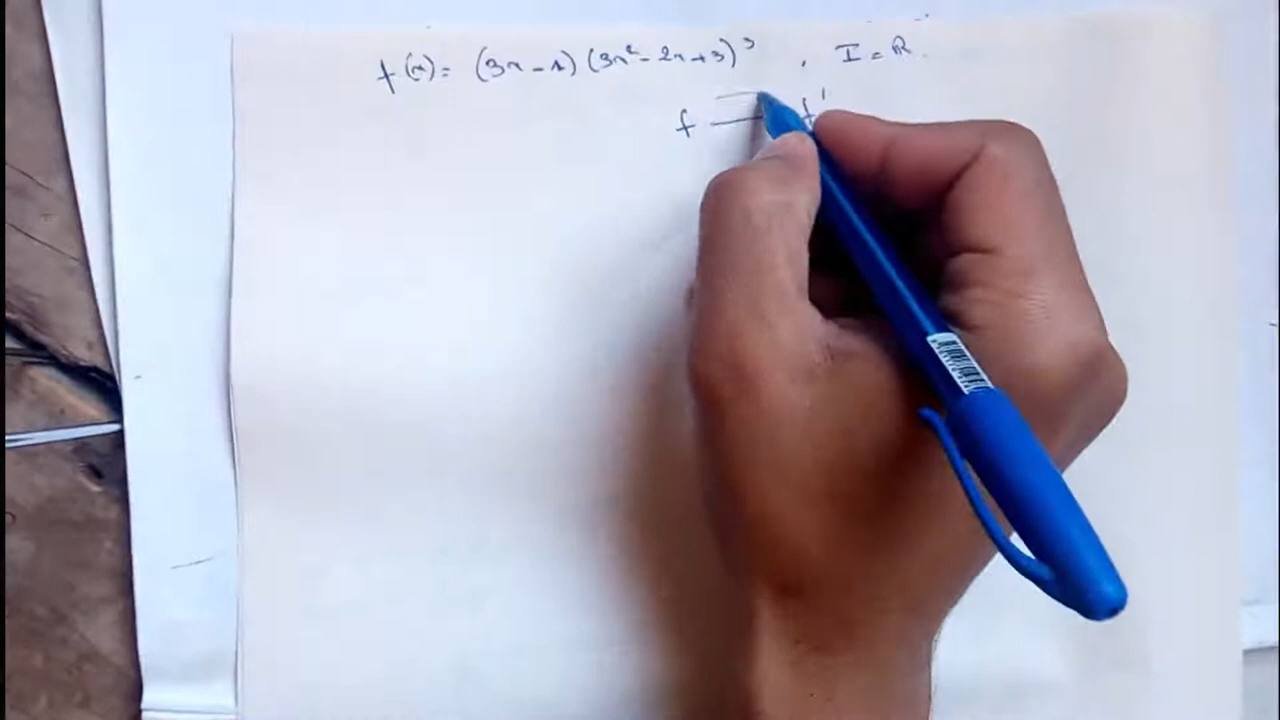 f(x) = (3x - 1)(3x² - 2x + 3)³ , I = ℝ.
f f'